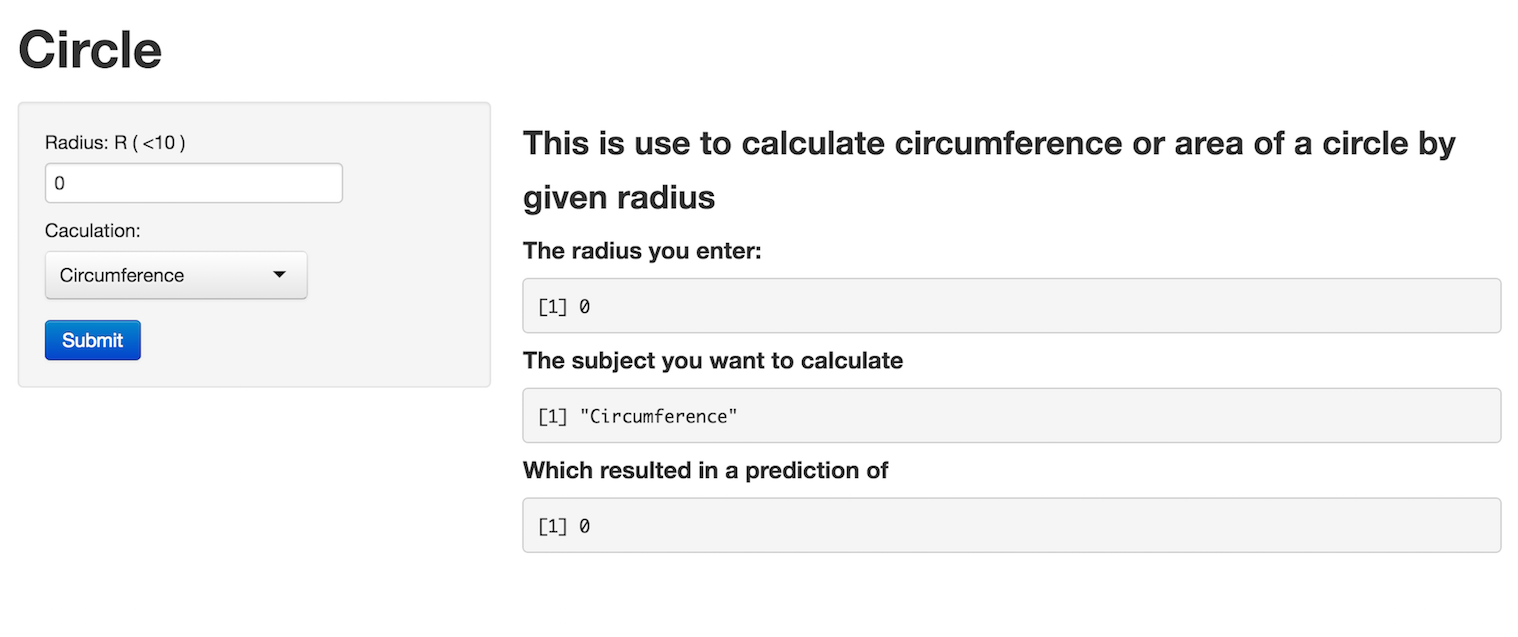 Circle
Radius: R ( <10 )
0
Caculation:
Circumference
Submit
This is use to calculate circumference or area of a circle by
given radius
The radius you enter:
[1] 0
The subject you want to calculate
[1] "Circumference"
Which resulted in a prediction of
[1] 0